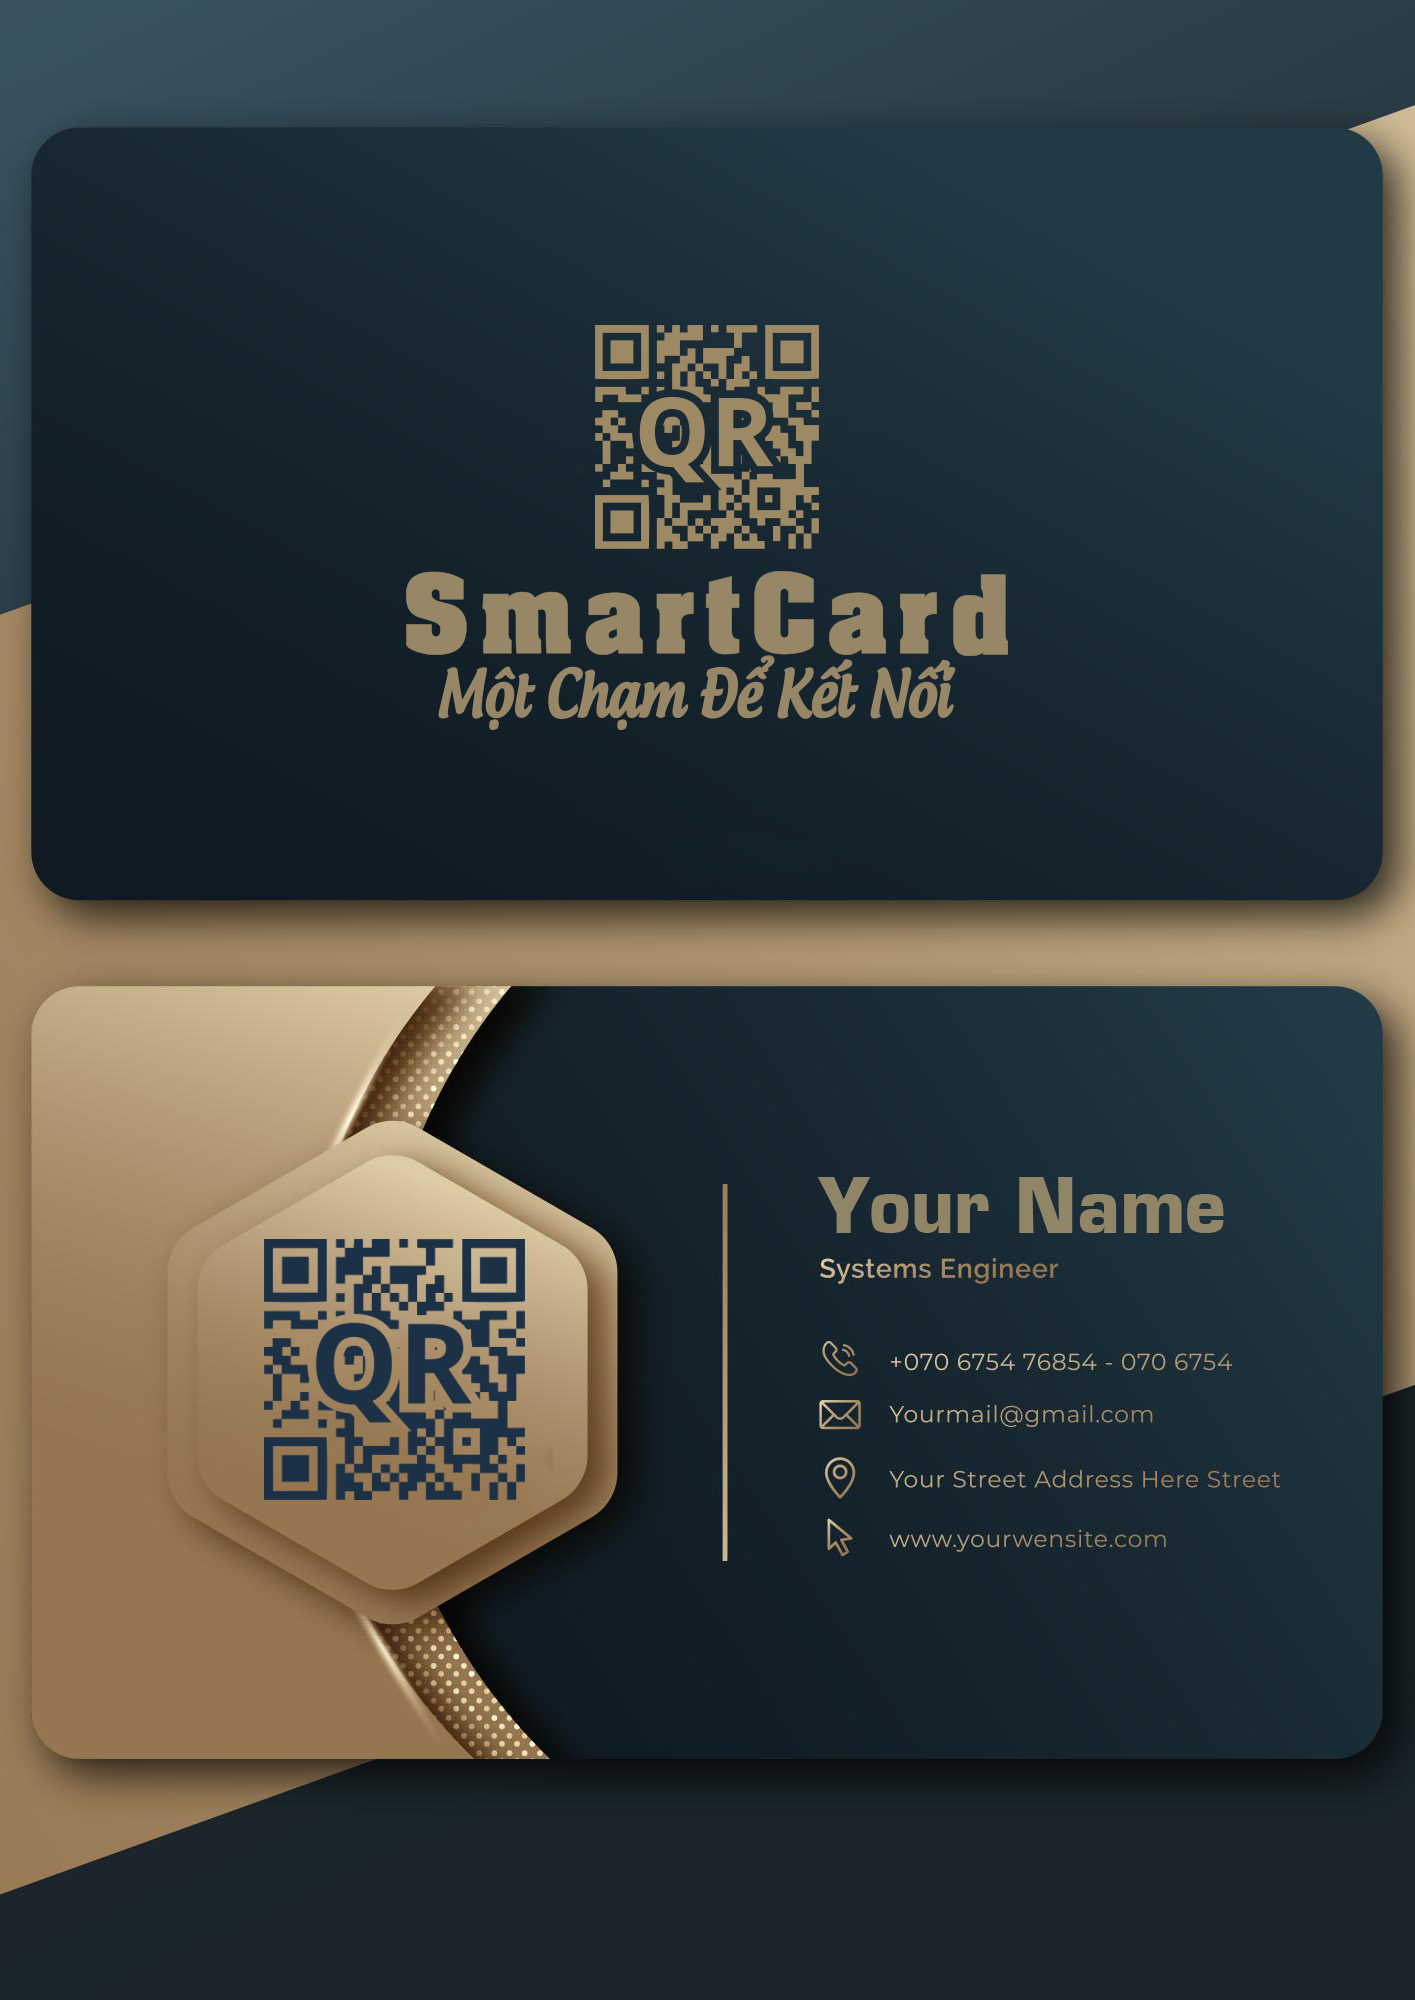 QR
SmartCard
Một Chạm Để Kết Nối
QR
Your Name
Systems Engineer
+070 6754 76854 - 070 6754
Yourmail@gmail.com
Your Street Address Here Street
www.yourwensite.com